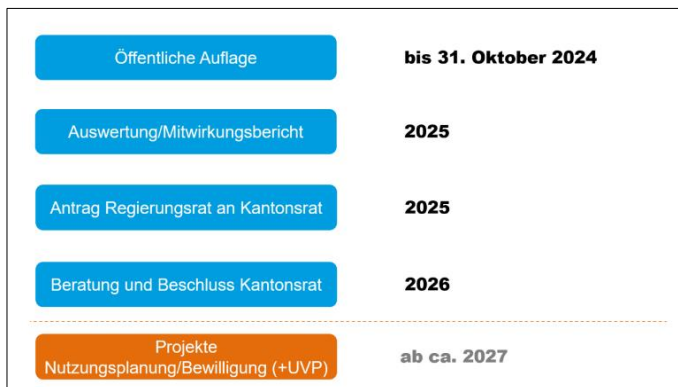 Öffentliche Auflage bis 31. Oktober 2024
Auswertung/Mitwirkungsbericht 2025
Antrag Regierungsrat an Kantonsrat 2025
Beratung und Beschluss Kantonsrat 2026
Projekte
Nutzungsplanung/Bewilligung (+UVP) ab ca. 2027